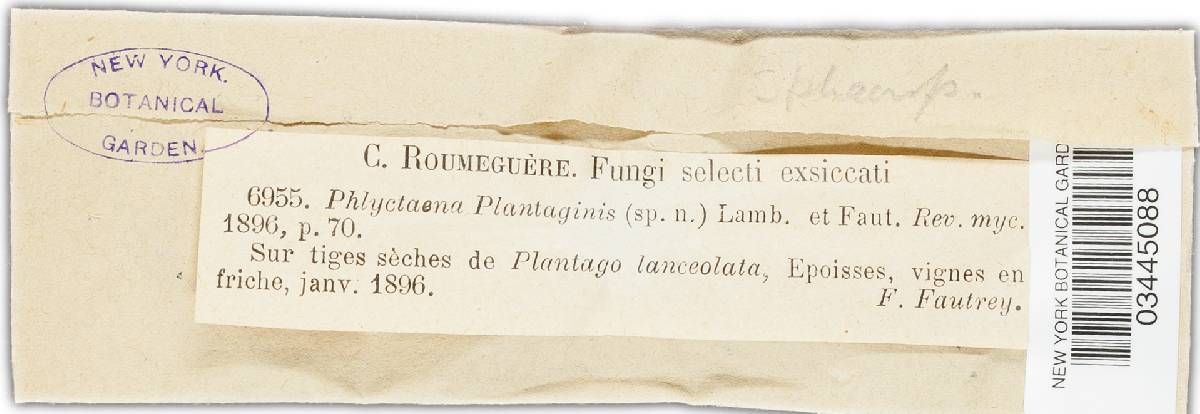 NEW YORK.
BOTANICAL
GARDEN.
C. ROUMEGUÈRE. Fungi selecti exsiccati
6955. Phlyctaena Plantaginis (sp. n.) Lamb. et Faut. Rev. myc.
1896, p. 70.
Sur tiges sèches de Plantago lanceolata, Epoisses, vignes en
friche, janv. 1896.
F. Fautrey.
NEW YORK BOTANICAL GARD
03445088